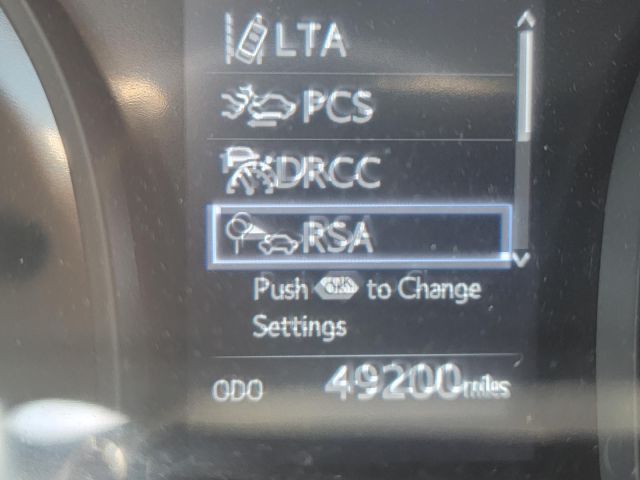 LTA
PCS
DRCC
RSA
Push OK to Change
Settings
ODO 49200 miles